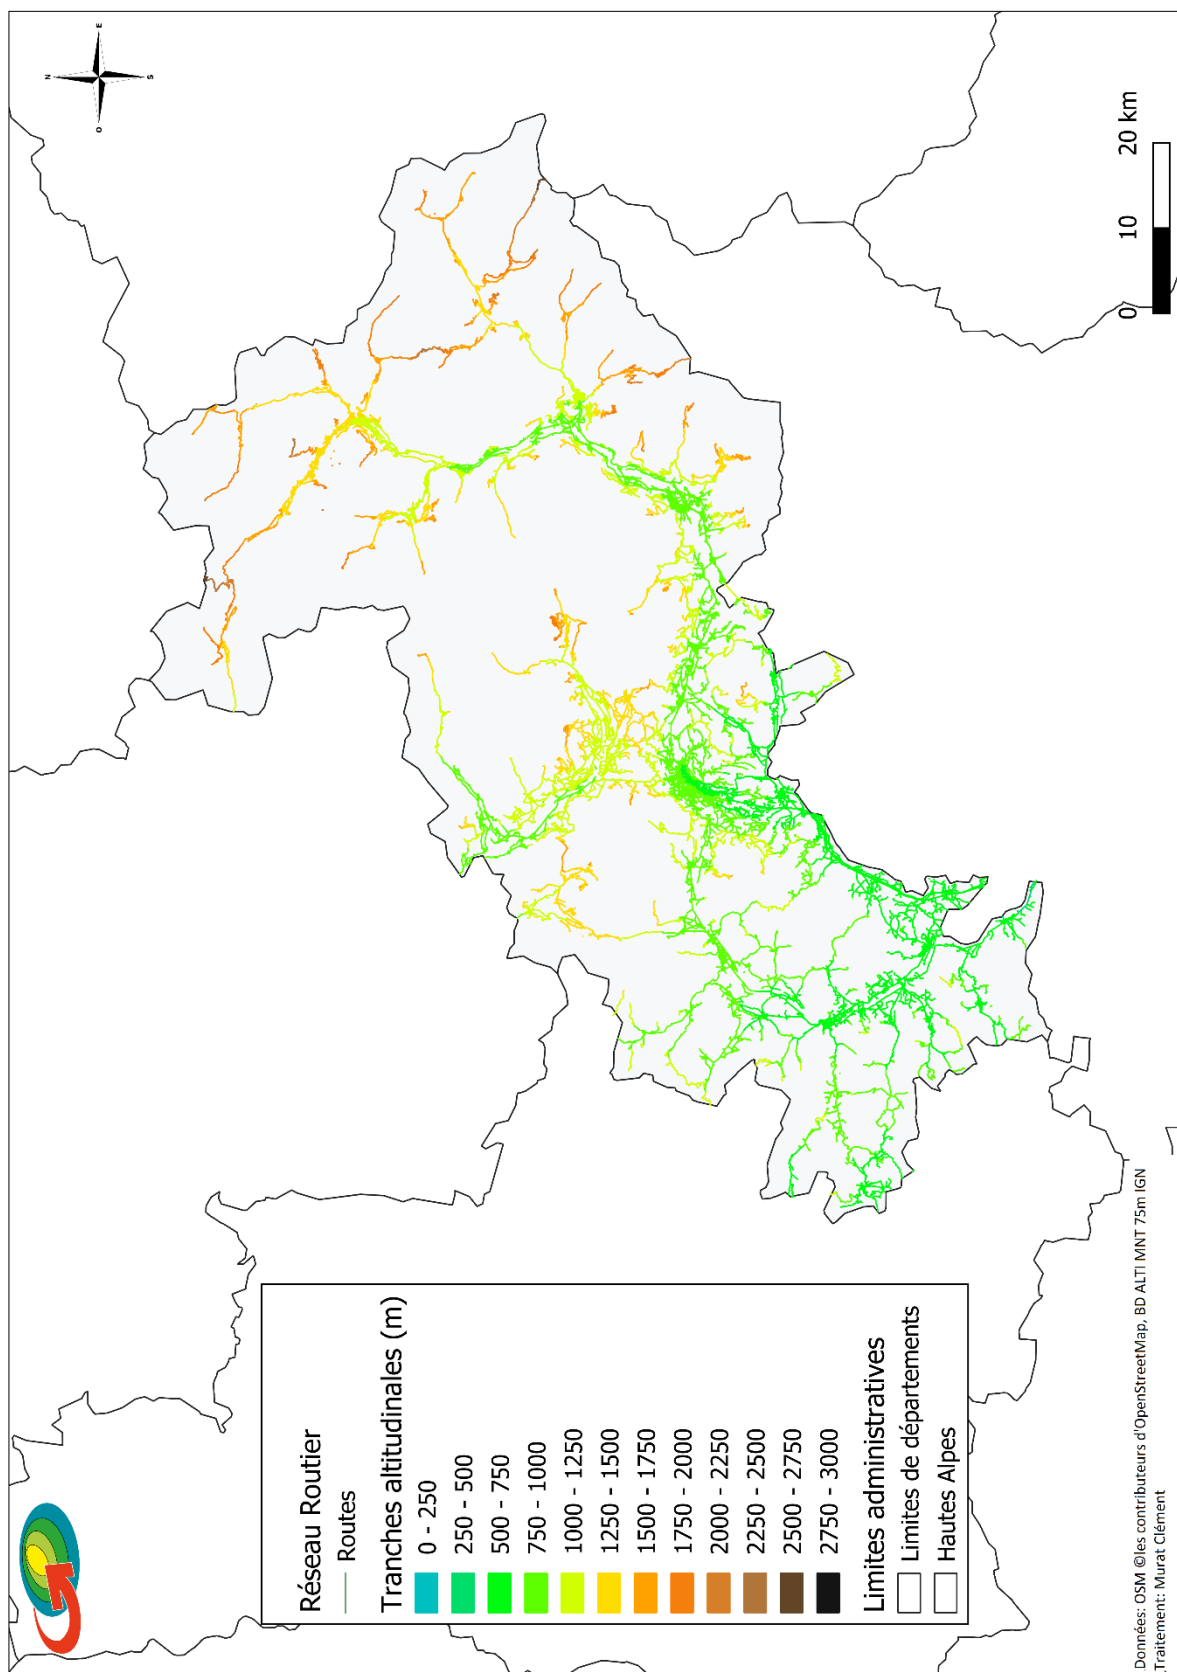 N
E
O
S
Réseau Routier
Routes
Tranches altitudinales (m)
0 - 250
250 - 500
500 - 750
750 - 1000
1000 - 1250
1250 - 1500
1500 - 1750
1750 - 2000
2000 - 2250
2250 - 2500
2500 - 2750
2750 - 3000
Limites administratives
Limites de départements
Hautes Alpes
0 10 20 km
Données: OSM ©les contributeurs d'OpenStreetMap, BD ALTI MNT 75m IGN
Traitement: Murat Clément